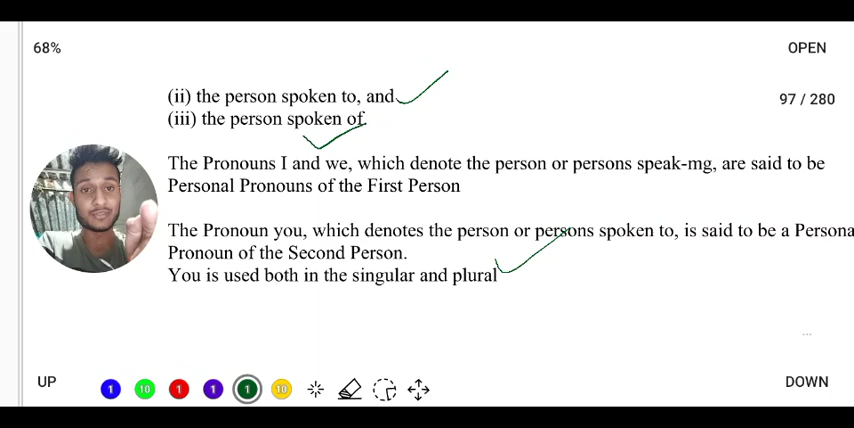 68%
OPEN
97 / 280
(ii) the person spoken to, and
(iii) the person spoken of.
The Pronouns I and we, which denote the person or persons speak-mg, are said to be
Personal Pronouns of the First Person
The Pronoun you, which denotes the person or persons spoken to, is said to be a Persona
Pronoun of the Second Person.
You is used both in the singular and plural
...
UP
1 10 1 1 1 10
DOWN